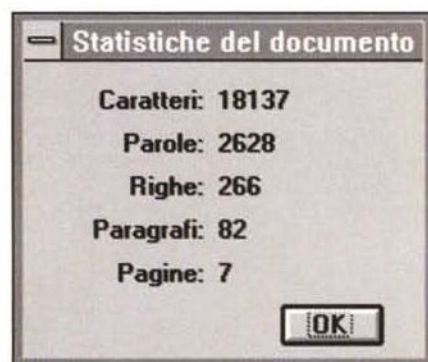 Statistiche del documento
Caratteri: 18137
Parole: 2628
Righe: 266
Paragrafi: 82
Pagine: 7
OK